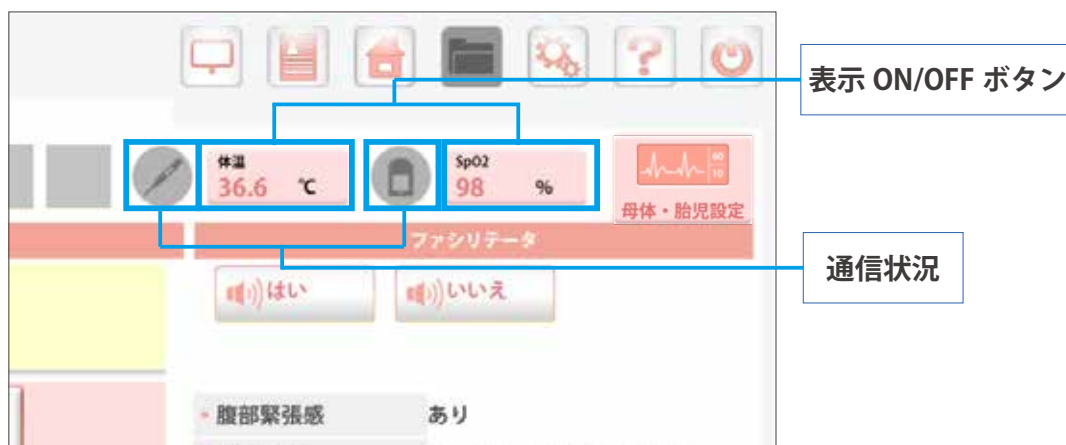 表示 ON/OFF ボタン
体温
36.6 ℃
SpO2
98 %
60
10
母体・胎児設定
ファシリテータ
通信状況
はい
いいえ
腹部緊張感 あり